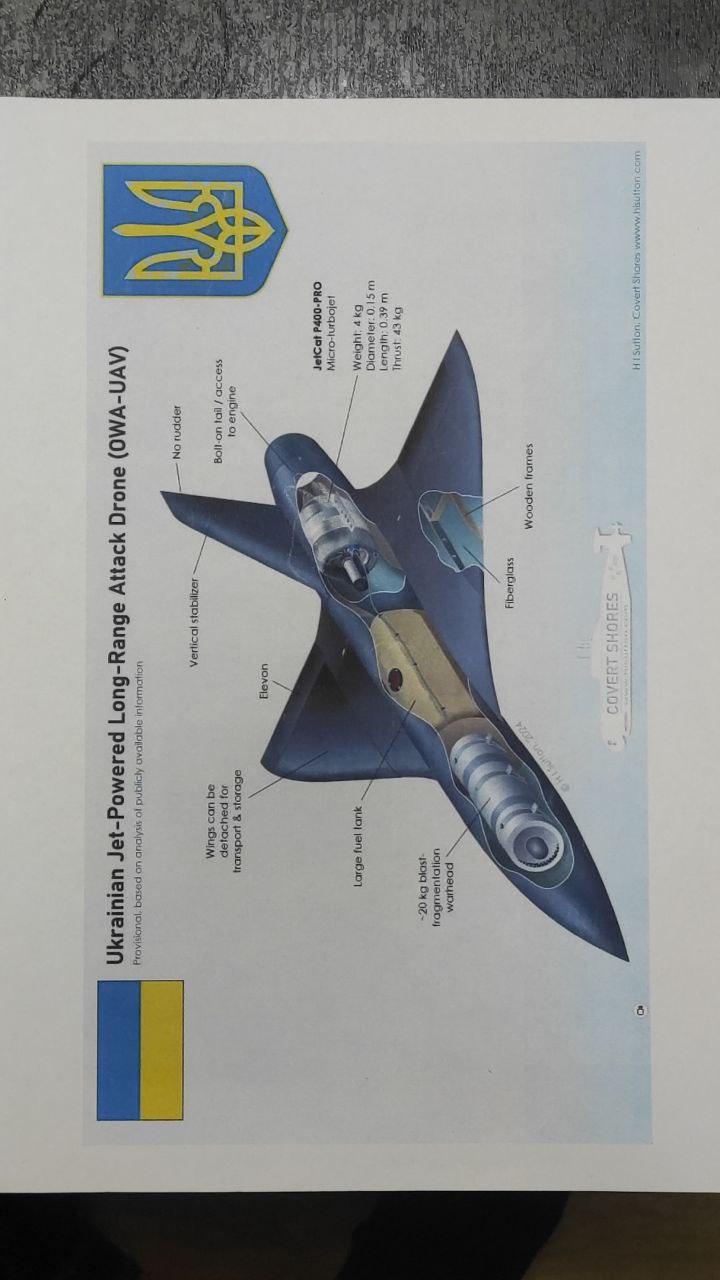 Ukrainian Jet-Powered Long-Range Attack Drone (OWA-UAV)
Provisional, based on analysis of publicly available information
No rudder
Vertical stabilizer
Bolt-on tail / access
to engine
Elevon
Wings can be
detached for
transport & storage
JetCat P400-PRO
Micro-turbojet
Weight: 4 kg
Diameter: 0.15 m
Length: 0.39 m
Thrust: 43 kg
Large fuel tank
~20 kg blast-
fragmentation
warhead
Fiberglass
Wooden frames
© H I Sutton, 2024
COVERT SHORES
www.hisutton.com
H I Sutton, Covert Shores wwww.hisutton.com